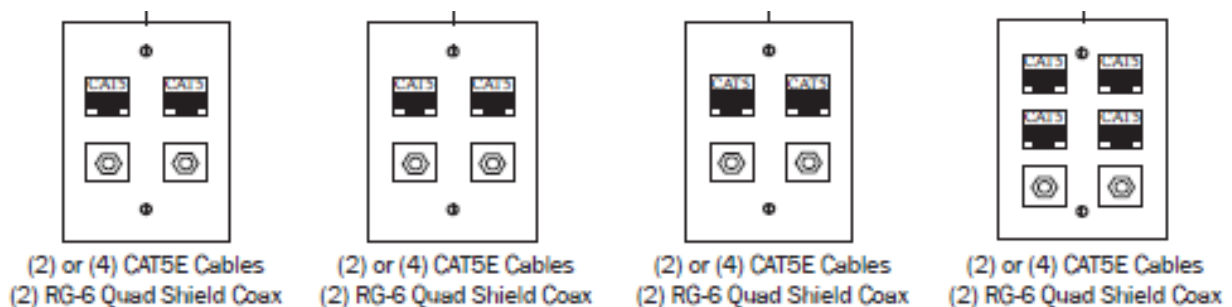 CAT5 CAT5
CAT5 CAT5
CAT5 CAT5
CAT5 CAT5
CAT5 CAT5
(2) or (4) CAT5E Cables
(2) RG-6 Quad Shield Coax
(2) or (4) CAT5E Cables
(2) RG-6 Quad Shield Coax
(2) or (4) CAT5E Cables
(2) RG-6 Quad Shield Coax
(2) or (4) CAT5E Cables
(2) RG-6 Quad Shield Coax